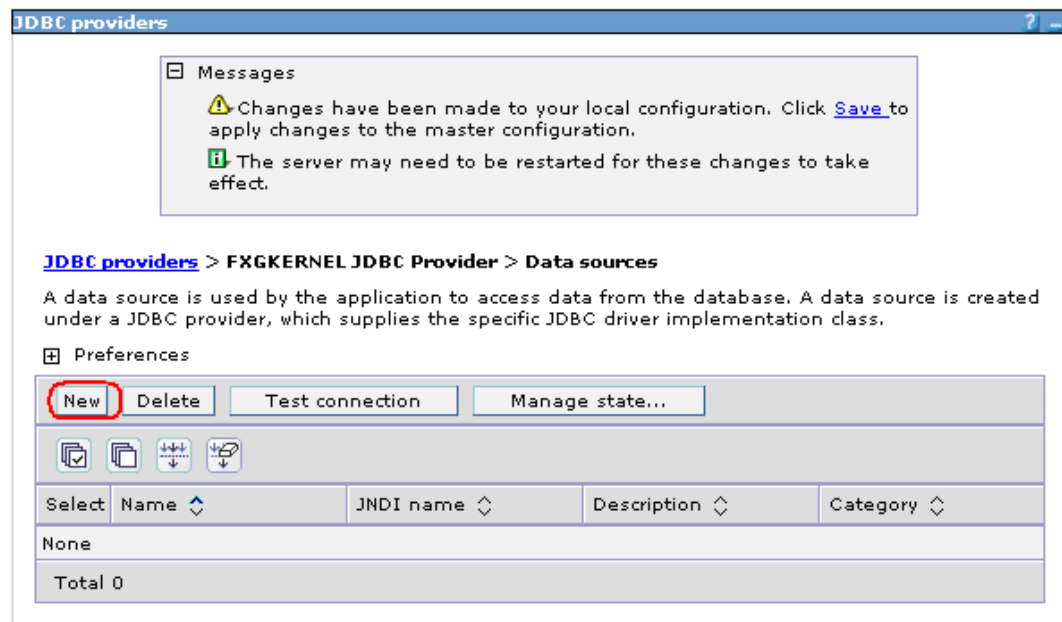 JDBC providers ? _
Messages
Changes have been made to your local configuration. Click Save to
apply changes to the master configuration.
The server may need to be restarted for these changes to take
effect.
JDBC providers > FXGKERNEL JDBC Provider > Data sources
A data source is used by the application to access data from the database. A data source is created
under a JDBC provider, which supplies the specific JDBC driver implementation class.
Preferences
New Delete Test connection Manage state...
Select Name JNDI name Description Category
None
Total 0